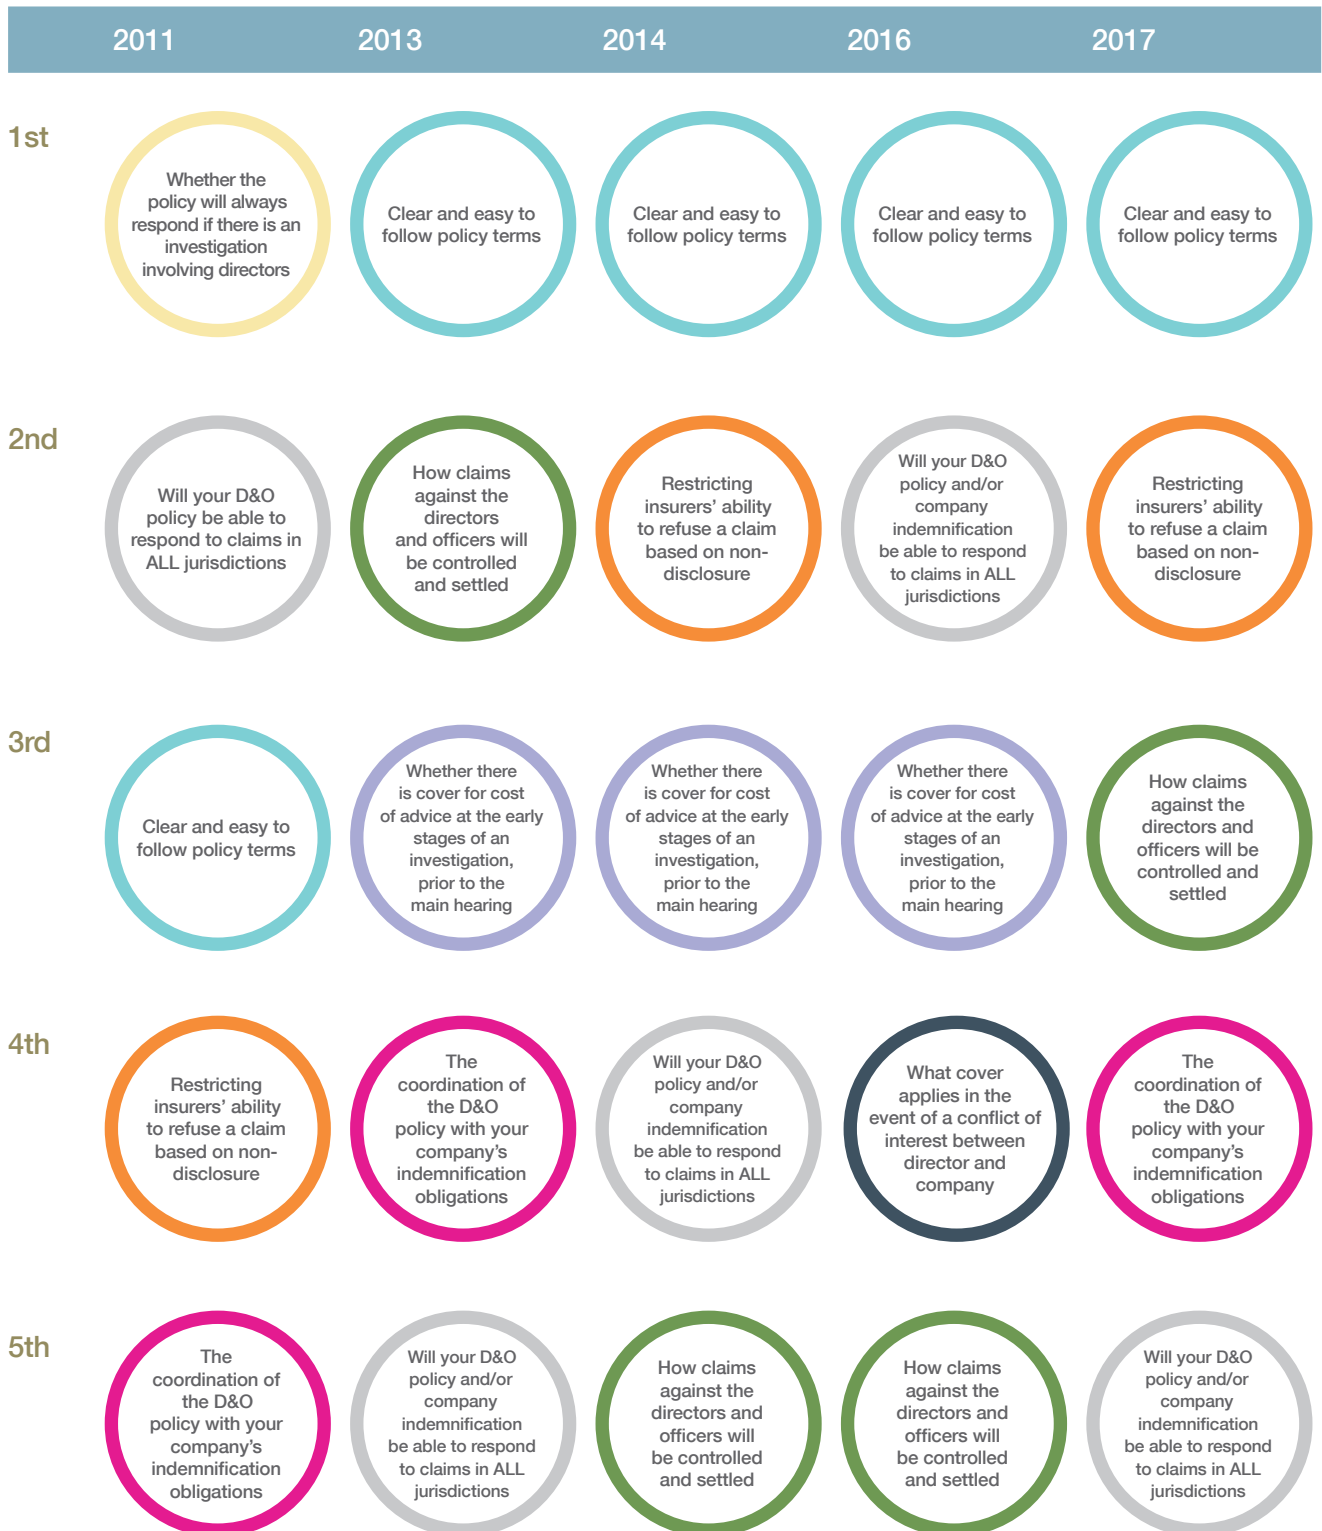 2011 2013 2014 2016 2017
1st
Whether the
policy will always
respond if there is an
investigation
involving directors
Clear and easy to
follow policy terms
Clear and easy to
follow policy terms
Clear and easy to
follow policy terms
Clear and easy to
follow policy terms
2nd
Will your D&O
policy be able to
respond to claims in
ALL jurisdictions
How claims
against the
directors
and officers will
be controlled
and settled
Restricting
insurers’ ability
to refuse a claim
based on non-
disclosure
Will your D&O
policy and/or
company
indemnification
be able to respond
to claims in ALL
jurisdictions
Restricting
insurers’ ability
to refuse a claim
based on non-
disclosure
3rd
Clear and easy to
follow policy terms
Whether there
is cover for cost
of advice at the early
stages of an
investigation,
prior to the
main hearing
Whether there
is cover for cost
of advice at the early
stages of an
investigation,
prior to the
main hearing
Whether there
is cover for cost
of advice at the early
stages of an
investigation,
prior to the
main hearing
How claims
against the
directors and
officers will be
controlled and
settled
4th
Restricting
insurers’ ability
to refuse a claim
based on non-
disclosure
The
coordination of
the D&O
policy with your
company’s
indemnification
obligations
Will your D&O
policy and/or
company
indemnification
be able to respond
to claims in ALL
jurisdictions
What cover
applies in the
event of a conflict of
interest between
director and
company
The
coordination of
the D&O
policy with your
company’s
indemnification
obligations
5th
The
coordination of
the D&O
policy with your
company’s
indemnification
obligations
Will your D&O
policy and/or
company
indemnification
be able to respond
to claims in ALL
jurisdictions
How claims
against the
directors and
officers will
be controlled
and settled
How claims
against the
directors and
officers will
be controlled
and settled
Will your D&O
policy and/or
company
indemnification
be able to respond
to claims in ALL
jurisdictions